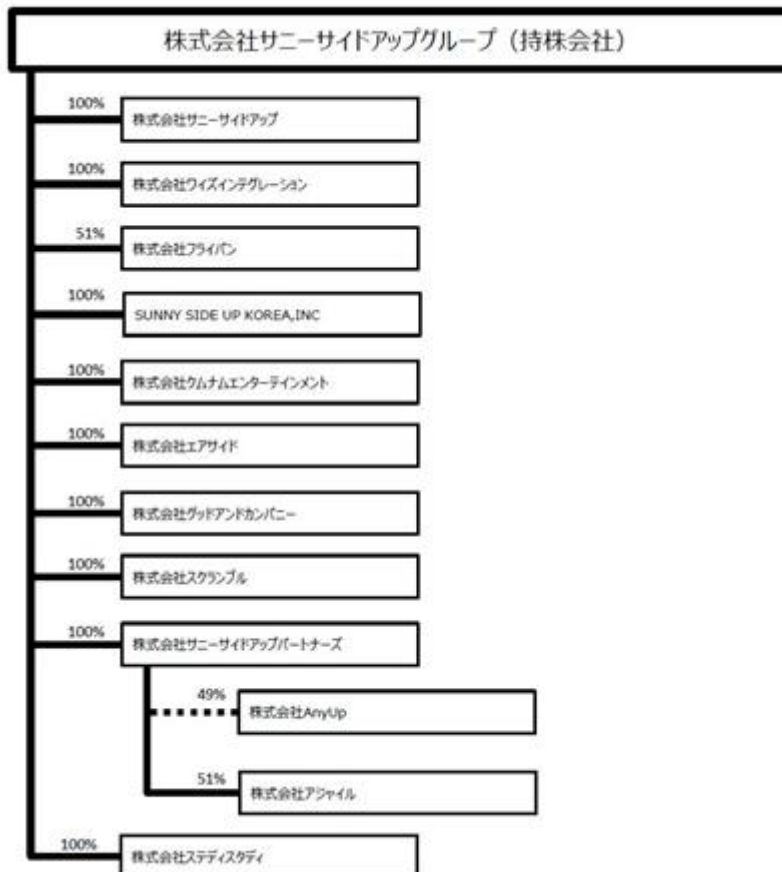 株式会社サニーサイドアップグループ（持株会社）
100%
株式会社サニーサイドアップ
100%
株式会社ワイズインテグレーション
51%
株式会社フライパン
100%
SUNNY SIDE UP KOREA,INC
100%
株式会社クムナムエンターテインメント
100%
株式会社エアサイド
100%
株式会社グッドアンドカンパニー
100%
株式会社スクランブル
100%
株式会社サニーサイドアップパートナーズ
49%
株式会社AnyUp
51%
株式会社アジャイル
100%
株式会社ステディスタディ